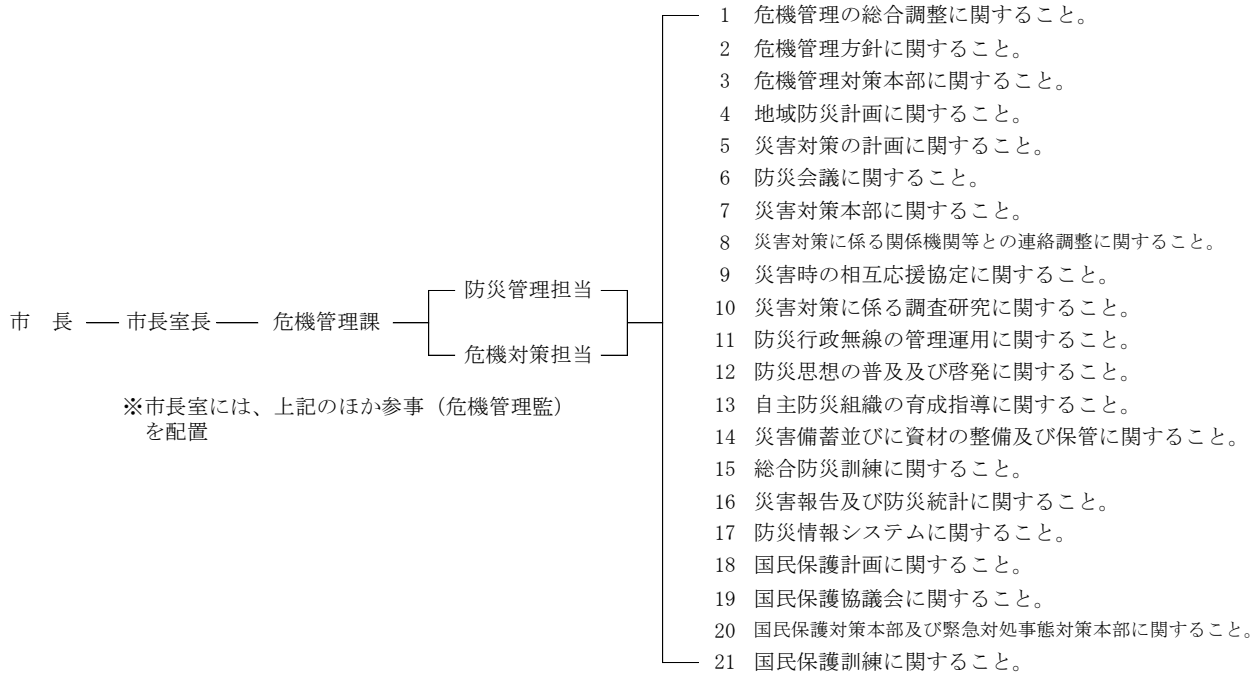 市　長
市長室長
危機管理課
防災管理担当
危機対策担当
※市長室には、上記のほか参事（危機管理監）
を配置
1　危機管理の総合調整に関すること。
2　危機管理方針に関すること。
3　危機管理対策本部に関すること。
4　地域防災計画に関すること。
5　災害対策の計画に関すること。
6　防災会議に関すること。
7　災害対策本部に関すること。
8　災害対策に係る関係機関等との連絡調整に関すること。
9　災害時の相互応援協定に関すること。
10　災害対策に係る調査研究に関すること。
11　防災行政無線の管理運用に関すること。
12　防災思想の普及及び啓発に関すること。
13　自主防災組織の育成指導に関すること。
14　災害備蓄並びに資材の整備及び保管に関すること。
15　総合防災訓練に関すること。
16　災害報告及び防災統計に関すること。
17　防災情報システムに関すること。
18　国民保護計画に関すること。
19　国民保護協議会に関すること。
20　国民保護対策本部及び緊急対処事態対策本部に関すること。
21　国民保護訓練に関すること。